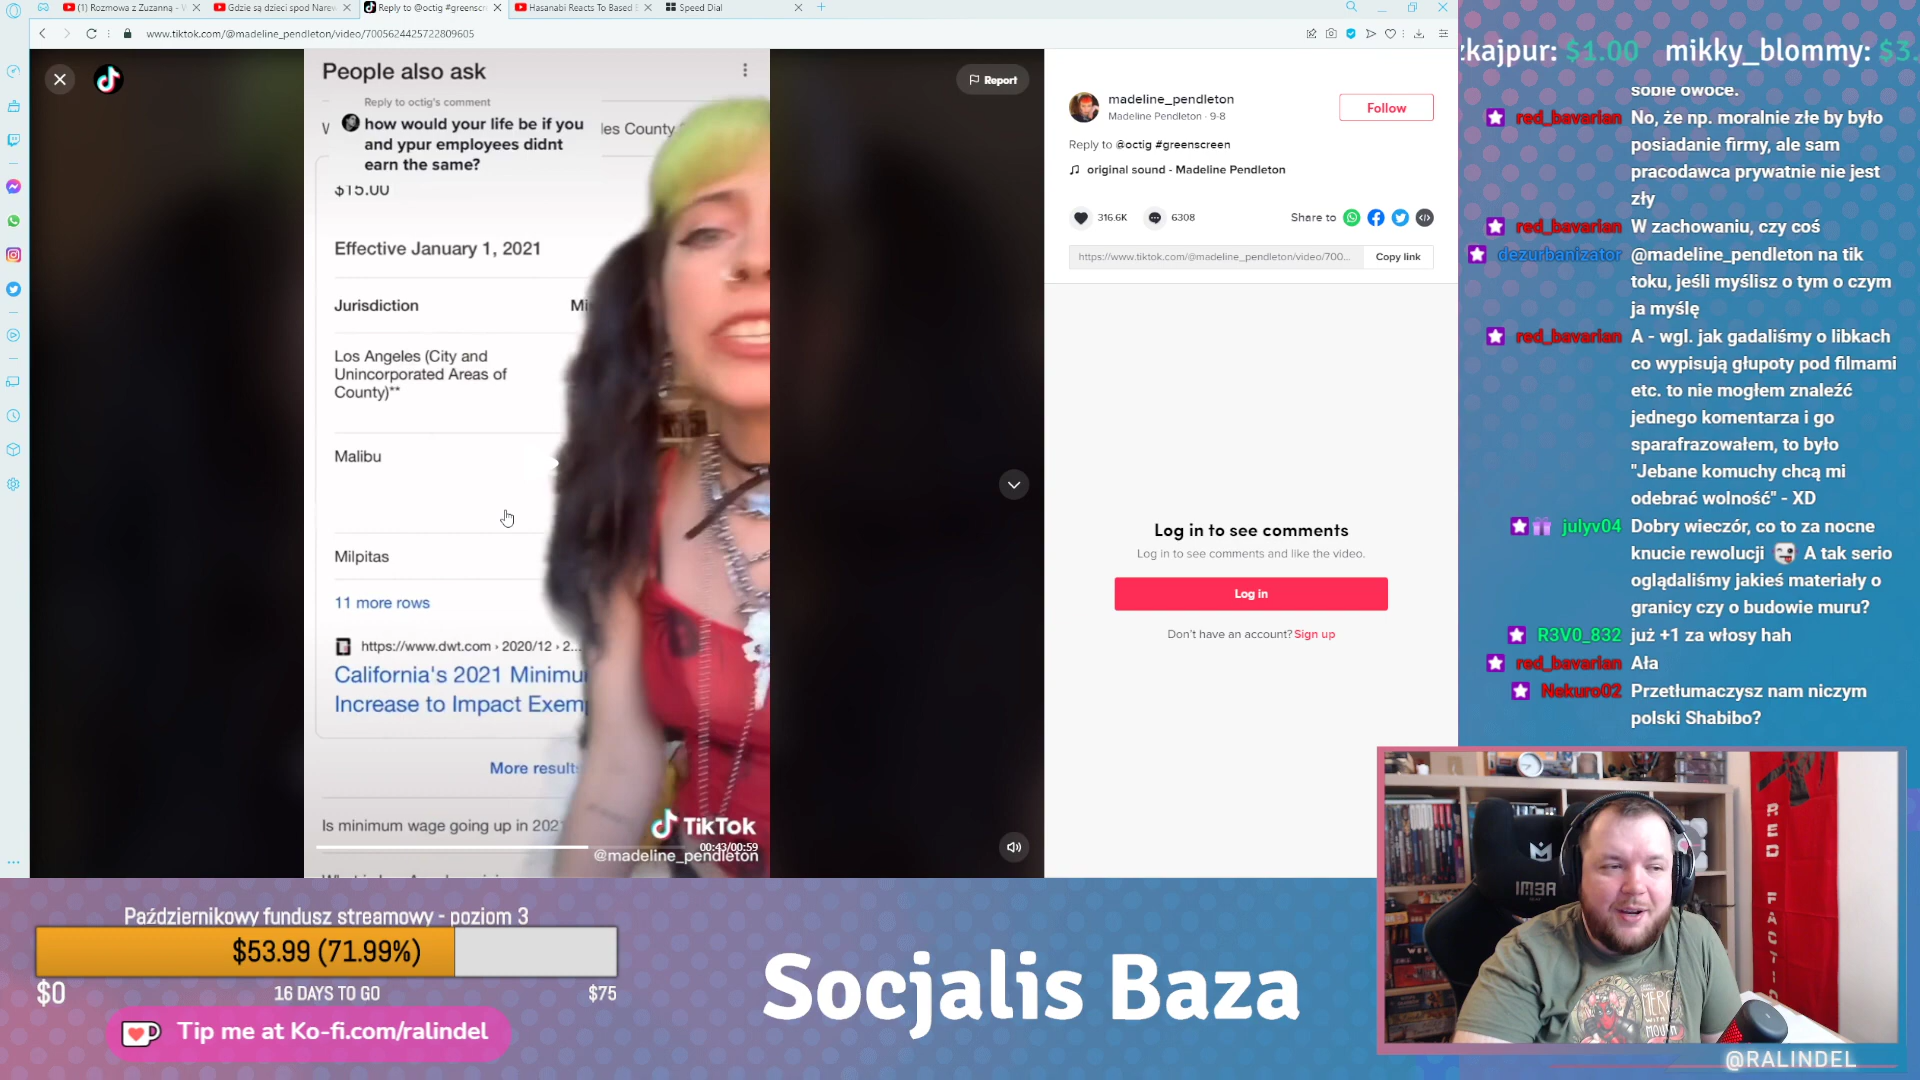 (1) Rozmowa z Zuzanną -
Gdzie są dzieci spod Narew
Reply to @octig #greenscre
Hasanabi Reacts To Based
Speed Dial
www.tiktok.com/@madeline_pendleton/video/7005624425722809605
People also ask
Reply to octig's comment
how would your life be if you
and ypur employees didnt
earn the same?
les County
$15.00
Effective January 1, 2021
Jurisdiction
Mi
Los Angeles (City and
Unincorporated Areas of
County)**
Malibu
Milpitas
11 more rows
https://www.dwt.com › 2020/12 › 2...
California's 2021 Minimu
Increase to Impact Exem
More results
Is minimum wage going up in 202
TikTok
00:43/00:59
@madeline_pendleton
Report
madeline_pendleton
Madeline Pendleton · 9-8
Follow
Reply to @octig #greenscreen
original sound - Madeline Pendleton
316.6K
6308
Share to
https://www.tiktok.com/@madeline_pendleton/video/700...
Copy link
Log in to see comments
Log in to see comments and like the video.
Log in
Don't have an account? Sign up
zkajpur: $1.00 mikky_blommy: $3.
sobie owoce.
red_bavarian No, że np. moralnie złe by było
posiadanie firmy, ale sam
pracodawca prywatnie nie jest
zły
red_bavarian W zachowaniu, czy coś
dezurbanizator @madeline_pendleton na tik
toku, jeśli myślisz o tym o czym
ja myślę
red_bavarian A - wgl. jak gadaliśmy o libkach
co wypisują głupoty pod filmami
etc. to nie mogłem znaleźć
jednego komentarza i go
sparafrazowałem, to było
"Jebane komuchy chcą mi
odebrać wolność" - XD
julyv04 Dobry wieczór, co to za nocne
knucie rewolucji A tak serio
oglądaliśmy jakieś materiały o
granicy czy o budowie muru?
R3V0_832 już +1 za włosy hah
red_bavarian Ała
Nekuro02 Przetłumaczysz nam niczym
polski Shabibo?
RED FACTI
MERC
WITH A
MOUTH
Październikowy fundusz streamowy - poziom 3
$53.99 (71.99%)
$0
16 DAYS TO GO
$75
Tip me at Ko-fi.com/ralindel
Socjalis Baza
@RALINDEL